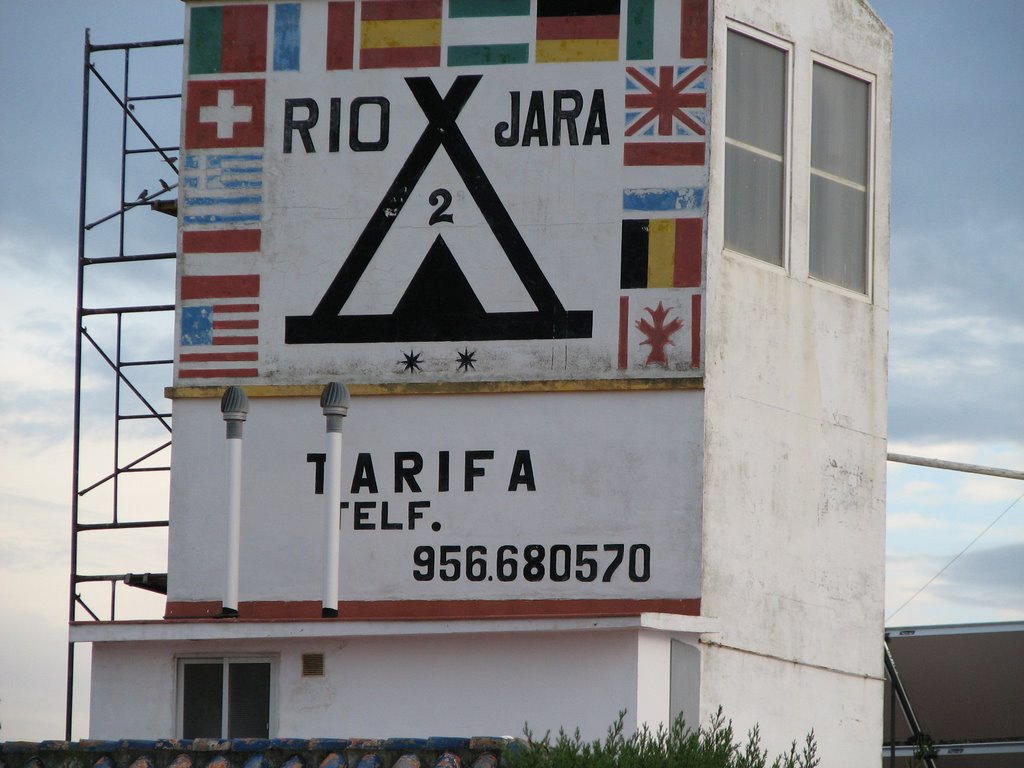 RIO JARA
2
TARIFA
TELF.
956.680570